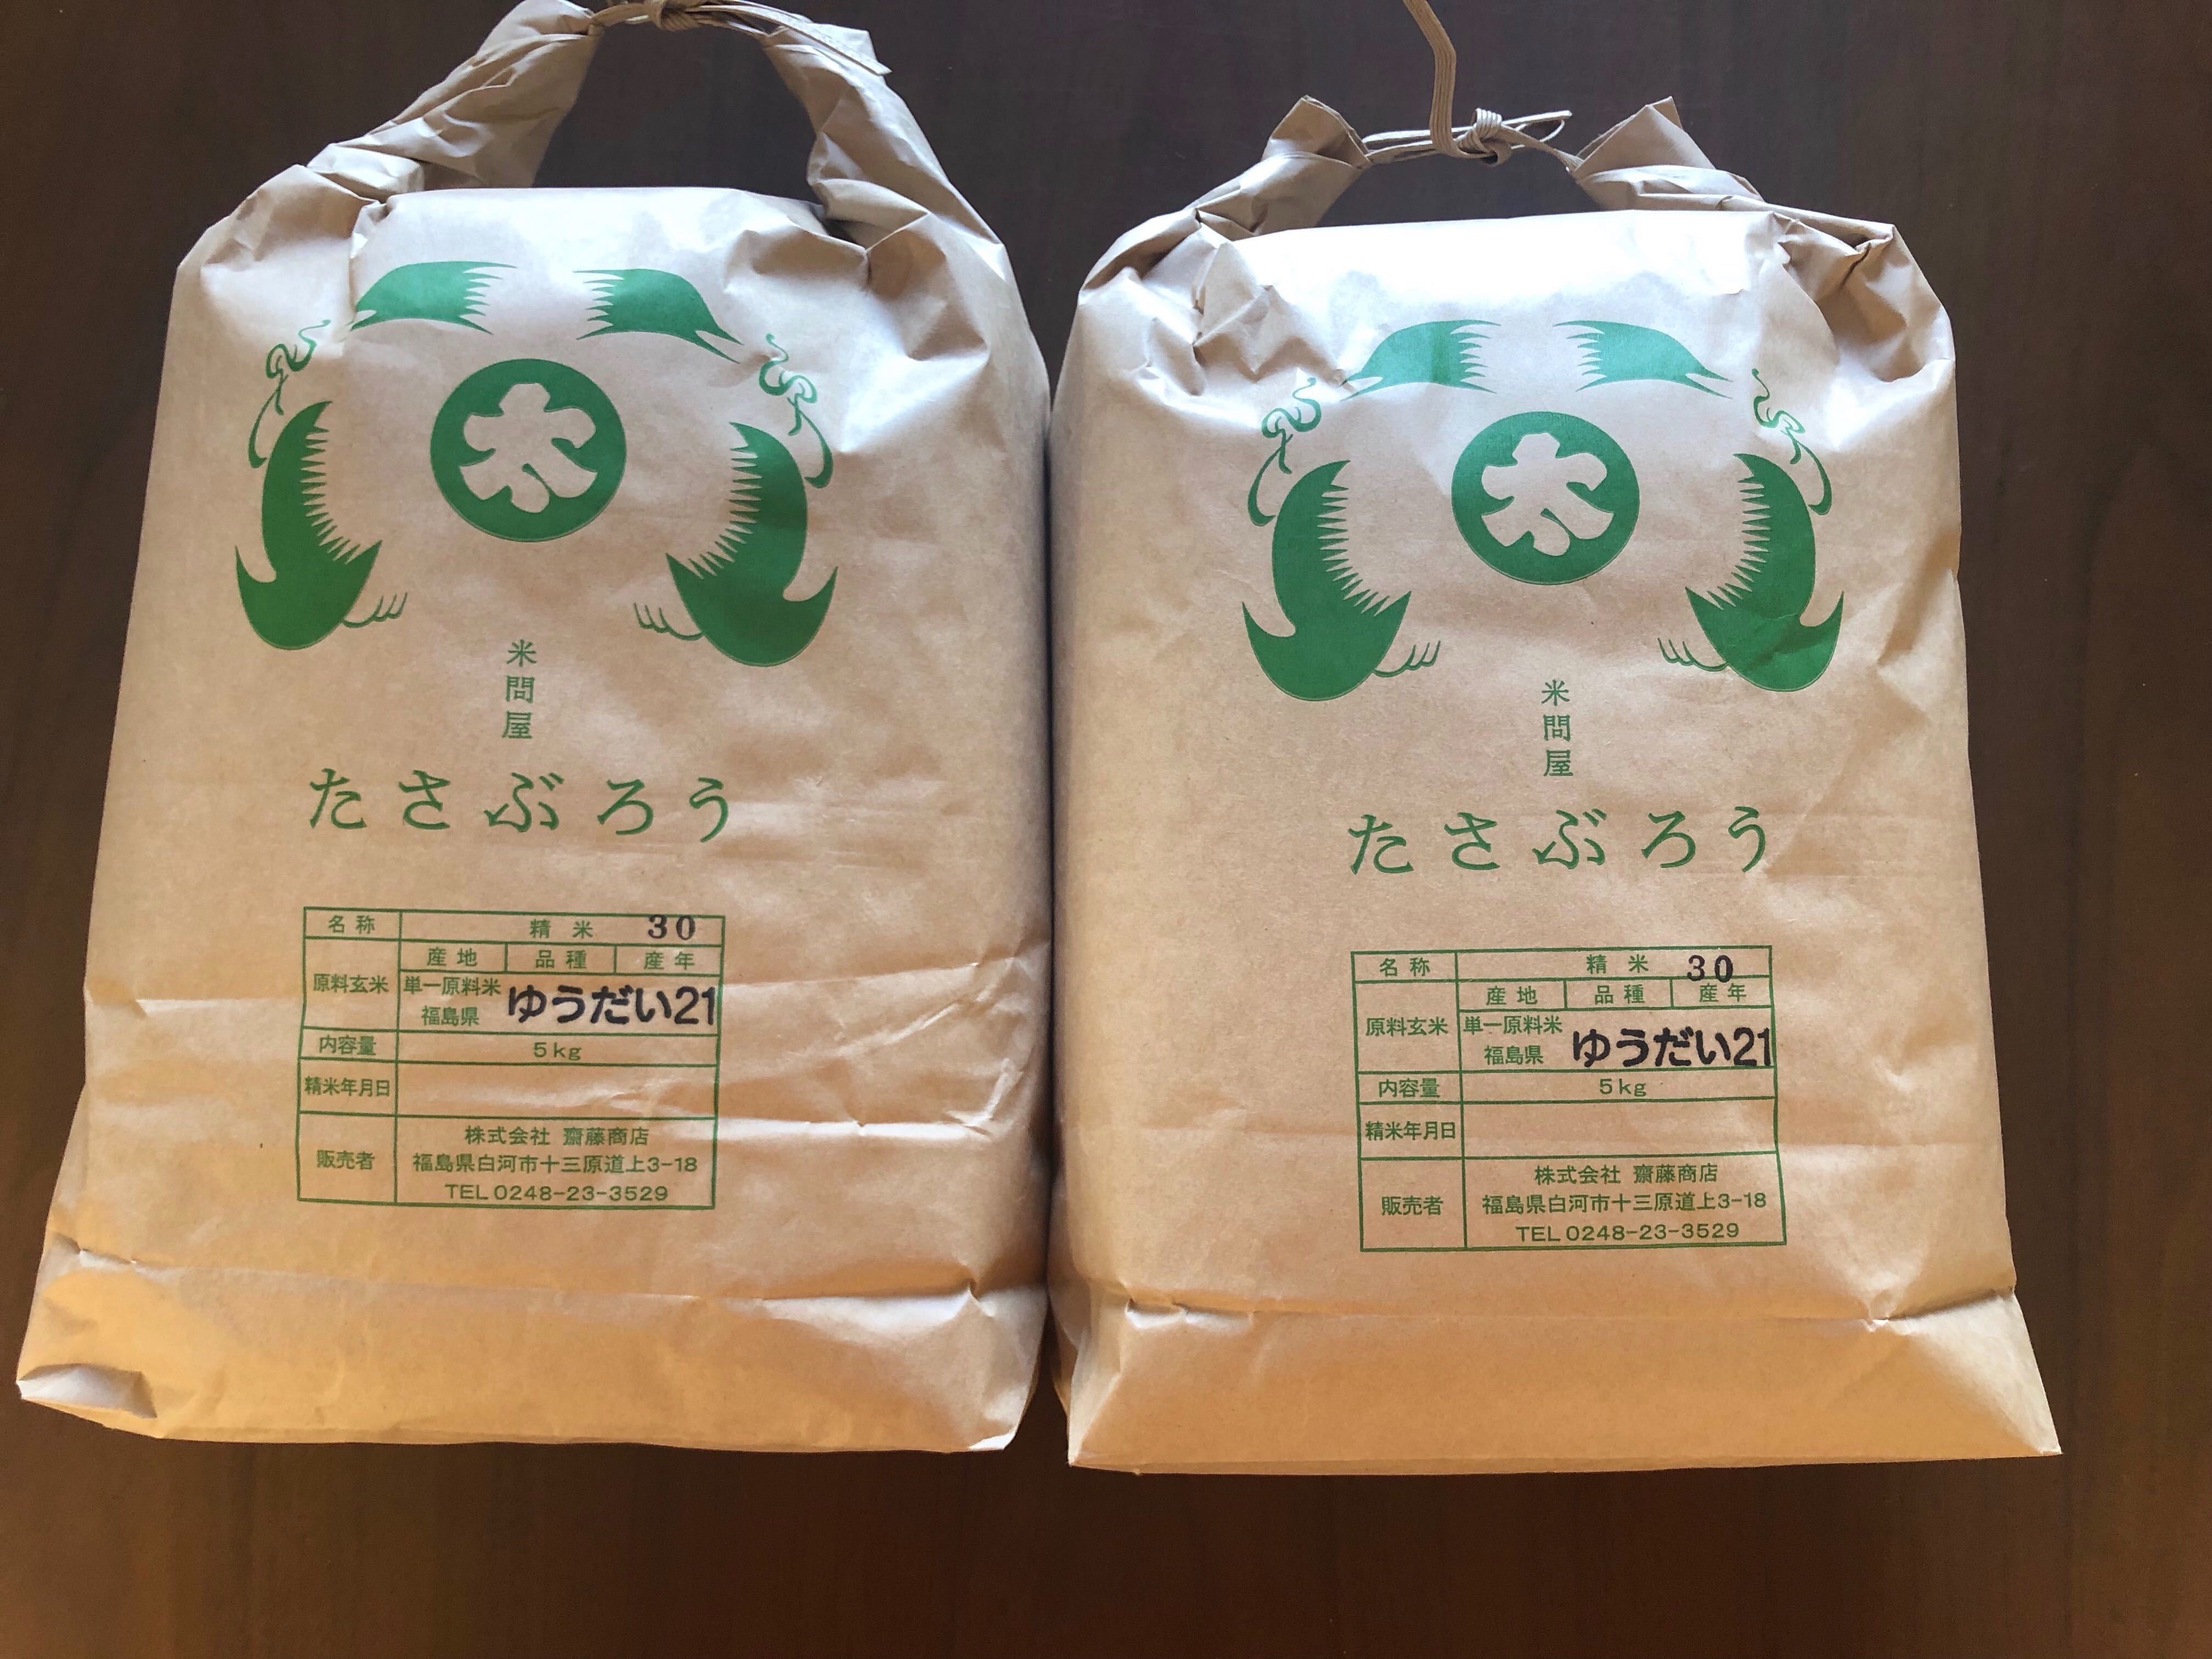 米問屋
たさぶろう
名称 精米 30
産地 品種 産年
原料玄米 単一原料米 ゆうだい21
福島県
内容量 5kg
精米年月日
株式会社 齋藤商店
販売者 福島県白河市十三原道上3-18
TEL 0248-23-3529
米問屋
たさぶろう
名称 精米 30
産地 品種 産年
原料玄米 単一原料米 ゆうだい21
福島県
内容量 5kg
精米年月日
株式会社 齋藤商店
販売者 福島県白河市十三原道上3-18
TEL 0248-23-3529